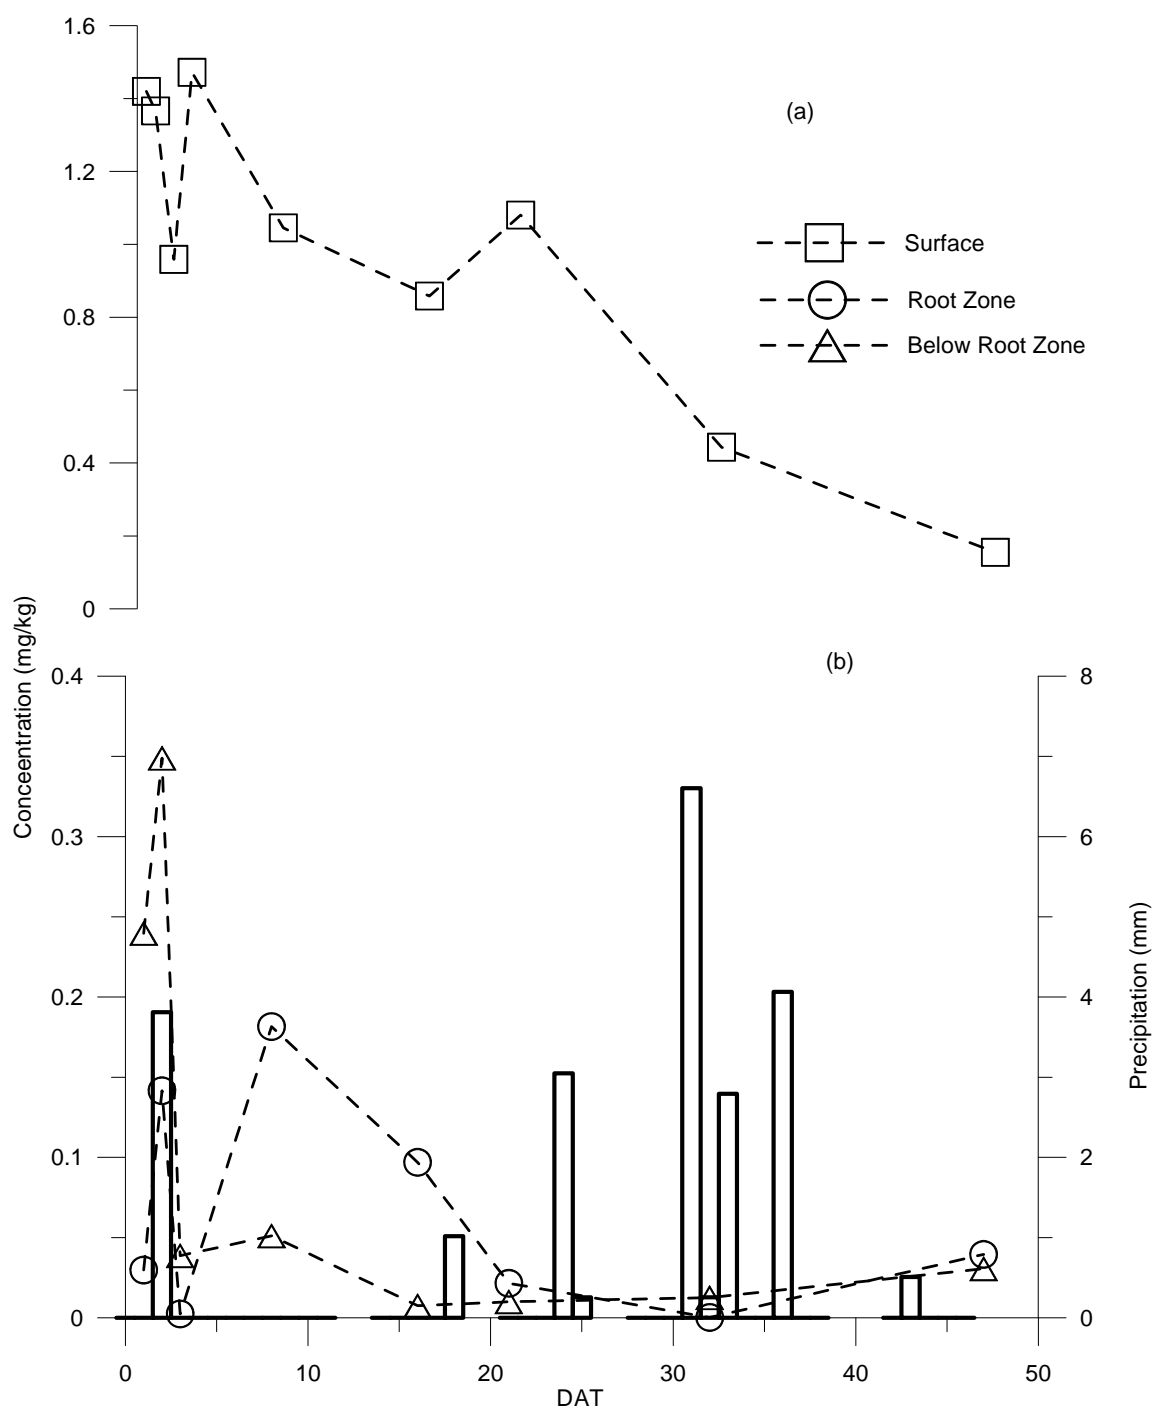 1.6
(a)
1.2
Surface
Root Zone
0.8
Below Root Zone
0.4
0
Conceentration (mg/kg)
(b)
0.4
8
0.3
6
Precipitation (mm)
0.2
4
0.1
2
0
0
0
10
20
30
40
50
DAT